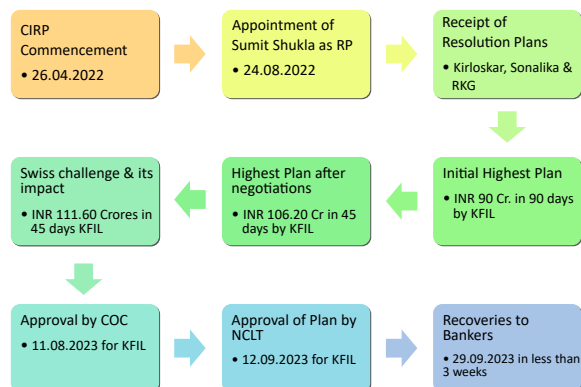 CIRP
Commencement
• 26.04.2022
Appointment of
Sumit Shukla as RP
• 24.08.2022
Receipt of
Resolution Plans
• Kirloskar, Sonalika &
RKG
Initial Highest Plan
• INR 90 Cr. in 90 days
by KFIL
Highest Plan after
negotiations
• INR 106.20 Cr in 45
days by KFIL
Swiss challenge & its
impact
• INR 111.60 Crores in
45 days KFIL
Approval by COC
• 11.08.2023 for KFIL
Approval of Plan by
NCLT
• 12.09.2023 for KFIL
Recoveries to
Bankers
• 29.09.2023 in less than
3 weeks